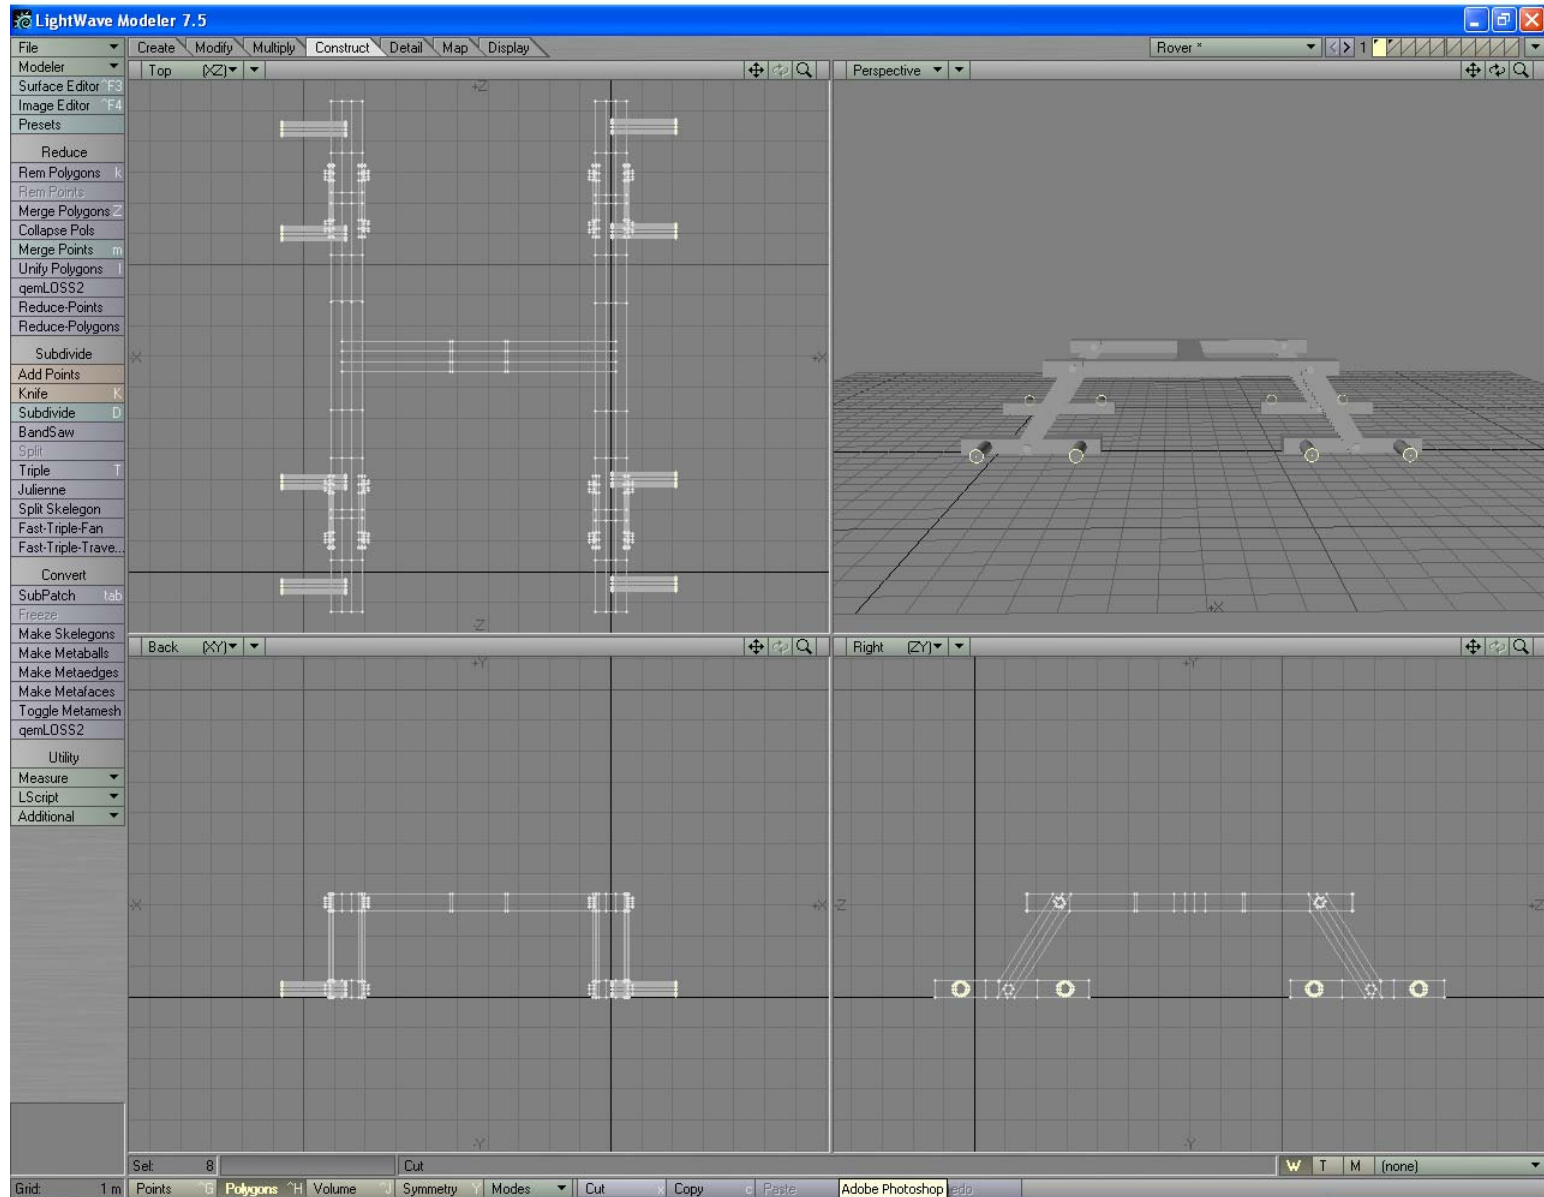 LightWave Modeler 7.5
File
Create Modify Multiply Construct Detail Map Display
Rover *
1
Modeler
Surface Editor ^F3
Image Editor ^F4
Presets
Reduce
Rem Polygons k
Rem Points
Merge Polygons Z
Collapse Pols
Merge Points m
Unify Polygons I
qemLOSS2
Reduce-Points
Reduce-Polygons
Subdivide
Add Points
Knife K
Subdivide D
BandSaw
Split
Triple T
Julienne
Split Skelegon
Fast-Triple-Fan
Fast-Triple-Trave...
Convert
SubPatch tab
Freeze
Make Skelegons
Make Metaballs
Make Metaedges
Make Metafaces
Toggle Metamesh
qemLOSS2
Utility
Measure
LScript
Additional
Top (XZ)
+Z
-X
+X
-Z
Perspective
+X
Back (XY)
+Y
-X
+X
-Y
Right (ZY)
+Y
-Z
+Z
-Y
Sel: 8
Cut
W T M (none)
Grid: 1 m
Points ^G Polygons ^H Volume ^J Symmetry Y Modes Cut x Copy c Paste Adobe Photoshop edo